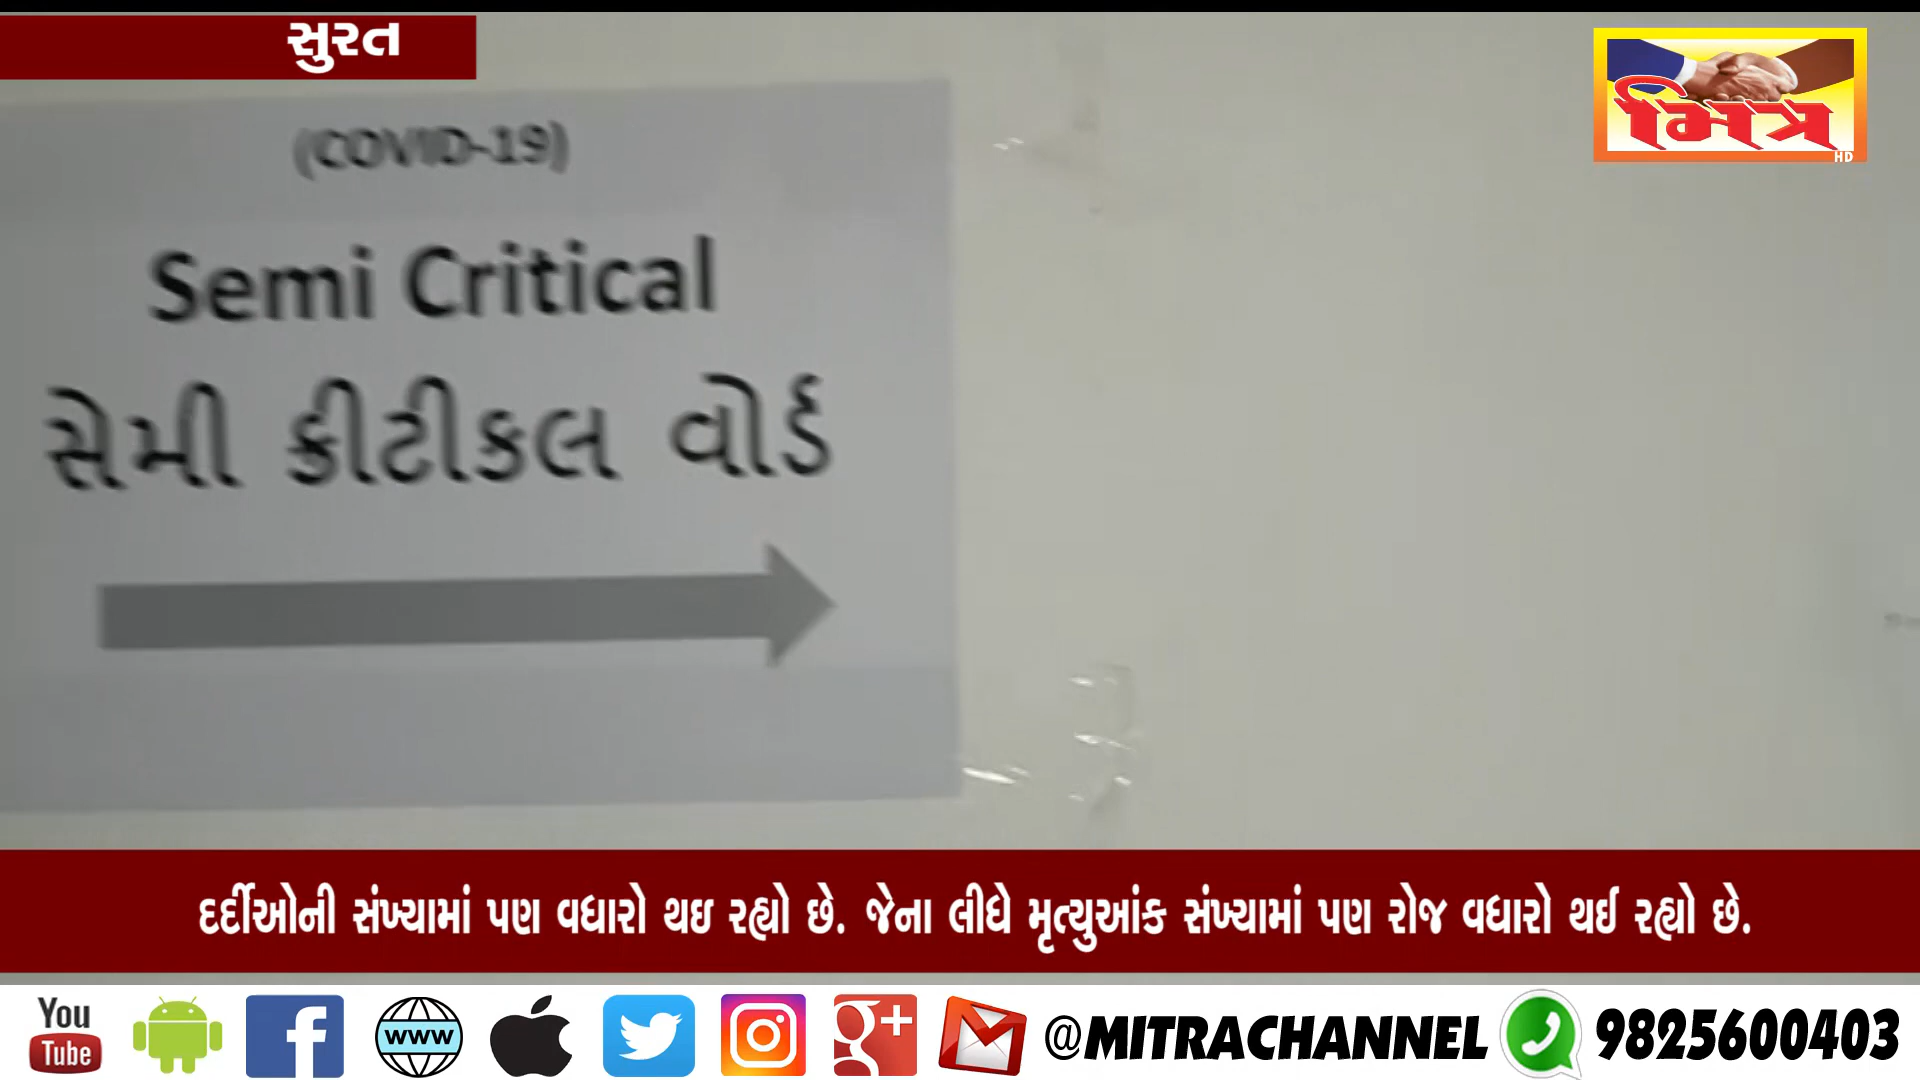 સુરત
મિત્ર
HD
(COVID-19)
Semi Critical
સેમી ક્રીટીકલ વોર્ડ
દર્દીઓની સંખ્યામાં પણ વધારો થઇ રહ્યો છે. જેના લીધે મૃત્યુઆંક સંખ્યામાં પણ રોજ વધારો થઈ રહ્યો છે.
You Tube f www g+ M @MITRACHANNEL 9825600403